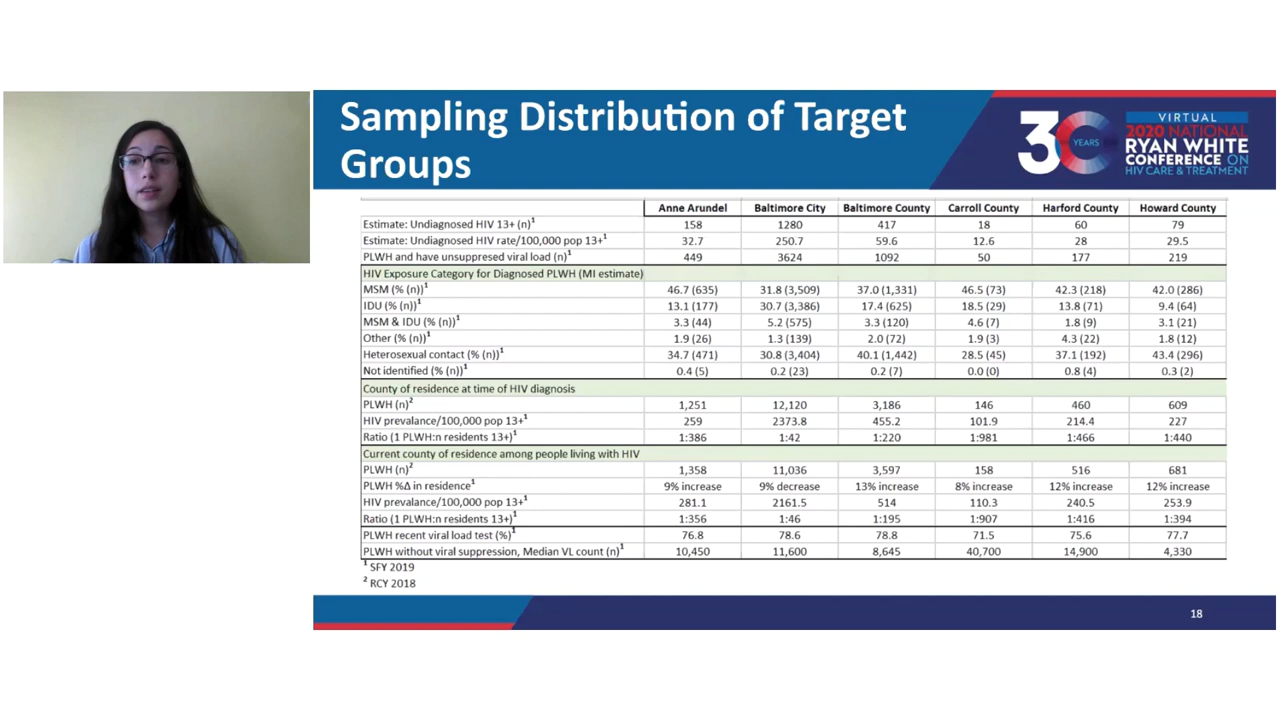 Sampling Distribution of Target
Groups
30 YEARS
VIRTUAL
2020 NATIONAL
RYAN WHITE
CONFERENCE ON
HIV CARE & TREATMENT
Anne Arundel Baltimore City Baltimore County Carroll County Harford County Howard County
Estimate: Undiagnosed HIV 13+ (n)1 158 1280 417 18 60 79
Estimate: Undiagnosed HIV rate/100,000 pop 13+1 32.7 250.7 59.6 12.6 28 29.5
PLWH and have unsuppresed viral load (n)1 449 3624 1092 50 177 219
HIV Exposure Category for Diagnosed PLWH (MI estimate)
MSM (% (n))1 46.7 (635) 31.8 (3,509) 37.0 (1,331) 46.5 (73) 42.3 (218) 42.0 (286)
IDU (% (n))1 13.1 (177) 30.7 (3,386) 17.4 (625) 18.5 (29) 13.8 (71) 9.4 (64)
MSM & IDU (% (n))1 3.3 (44) 5.2 (575) 3.3 (120) 4.6 (7) 1.8 (9) 3.1 (21)
Other (% (n))1 1.9 (26) 1.3 (139) 2.0 (72) 1.9 (3) 4.3 (22) 1.8 (12)
Heterosexual contact (% (n))1 34.7 (471) 30.8 (3,404) 40.1 (1,442) 28.5 (45) 37.1 (192) 43.4 (296)
Not identified (% (n))1 0.4 (5) 0.2 (23) 0.2 (7) 0.0 (0) 0.8 (4) 0.3 (2)
County of residence at time of HIV diagnosis
PLWH (n)2 1,251 12,120 3,186 146 460 609
HIV prevalance/100,000 pop 13+1 259 2373.8 455.2 101.9 214.4 227
Ratio (1 PLWH:n residents 13+)1 1:386 1:42 1:220 1:981 1:466 1:440
Current county of residence among people living with HIV
PLWH (n)2 1,358 11,036 3,597 158 516 681
PLWH %Δ in residence1 9% increase 9% decrease 13% increase 8% increase 12% increase 12% increase
HIV prevalance/100,000 pop 13+1 281.1 2161.5 514 110.3 240.5 253.9
Ratio (1 PLWH:n residents 13+)1 1:356 1:46 1:195 1:907 1:416 1:394
PLWH recent viral load test (%)1 76.8 78.6 78.8 71.5 75.6 77.7
PLWH without viral suppression, Median VL count (n)1 10,450 11,600 8,645 40,700 14,900 4,330
1 SFY 2019
2 RCY 2018
18